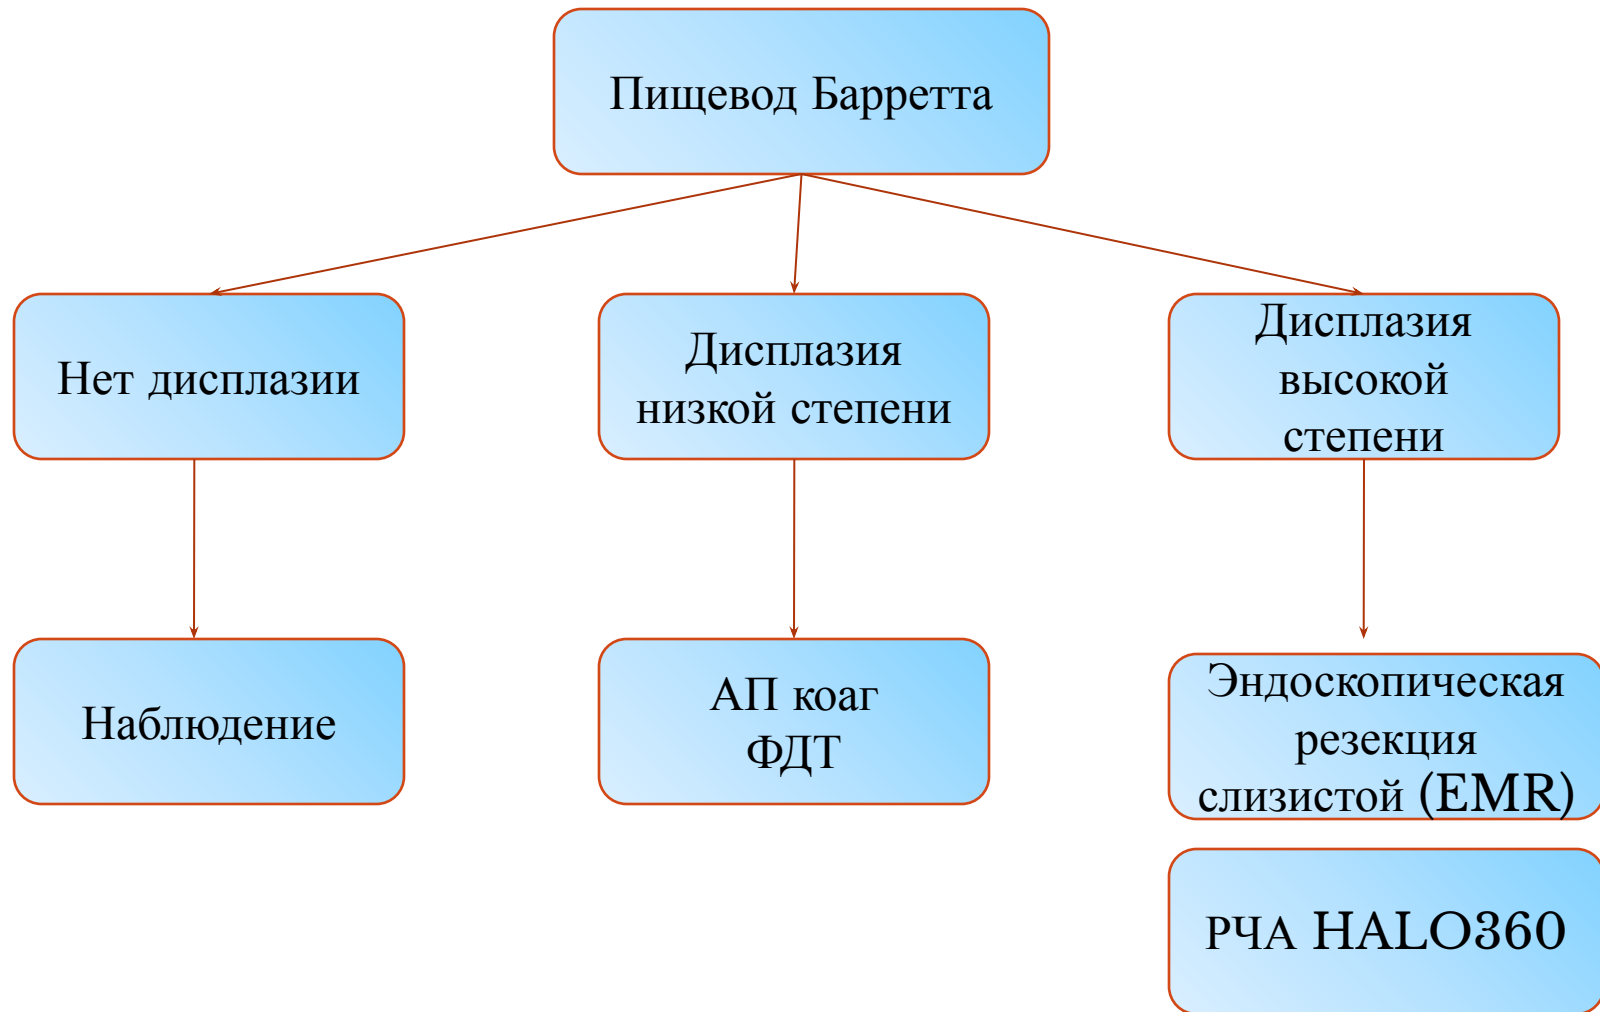 Пищевод Барретта
Нет дисплазии
Дисплазия
низкой степени
Дисплазия
высокой
степени
Наблюдение
АП коаг
ФДТ
Эндоскопическая
резекция
слизистой (EMR)
РЧА HALO360